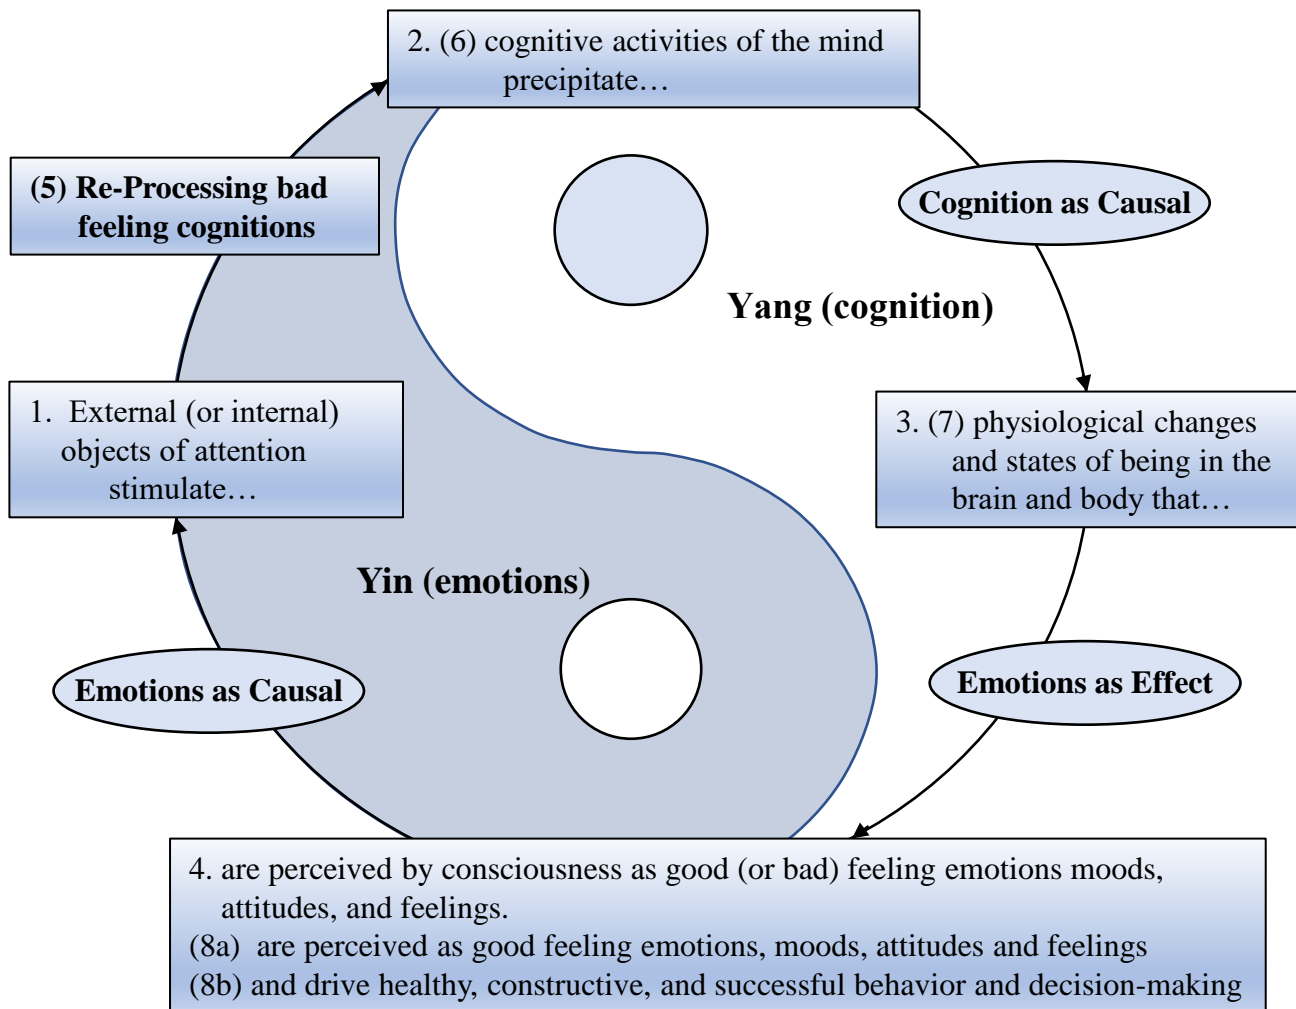 2. (6) cognitive activities of the mind
precipitate…
(5) Re-Processing bad
feeling cognitions
Cognition as Causal
Yang (cognition)
1. External (or internal)
objects of attention
stimulate…
3. (7) physiological changes
and states of being in the
brain and body that…
Yin (emotions)
Emotions as Causal
Emotions as Effect
4. are perceived by consciousness as good (or bad) feeling emotions moods,
attitudes, and feelings.
(8a) are perceived as good feeling emotions, moods, attitudes and feelings
(8b) and drive healthy, constructive, and successful behavior and decision-making